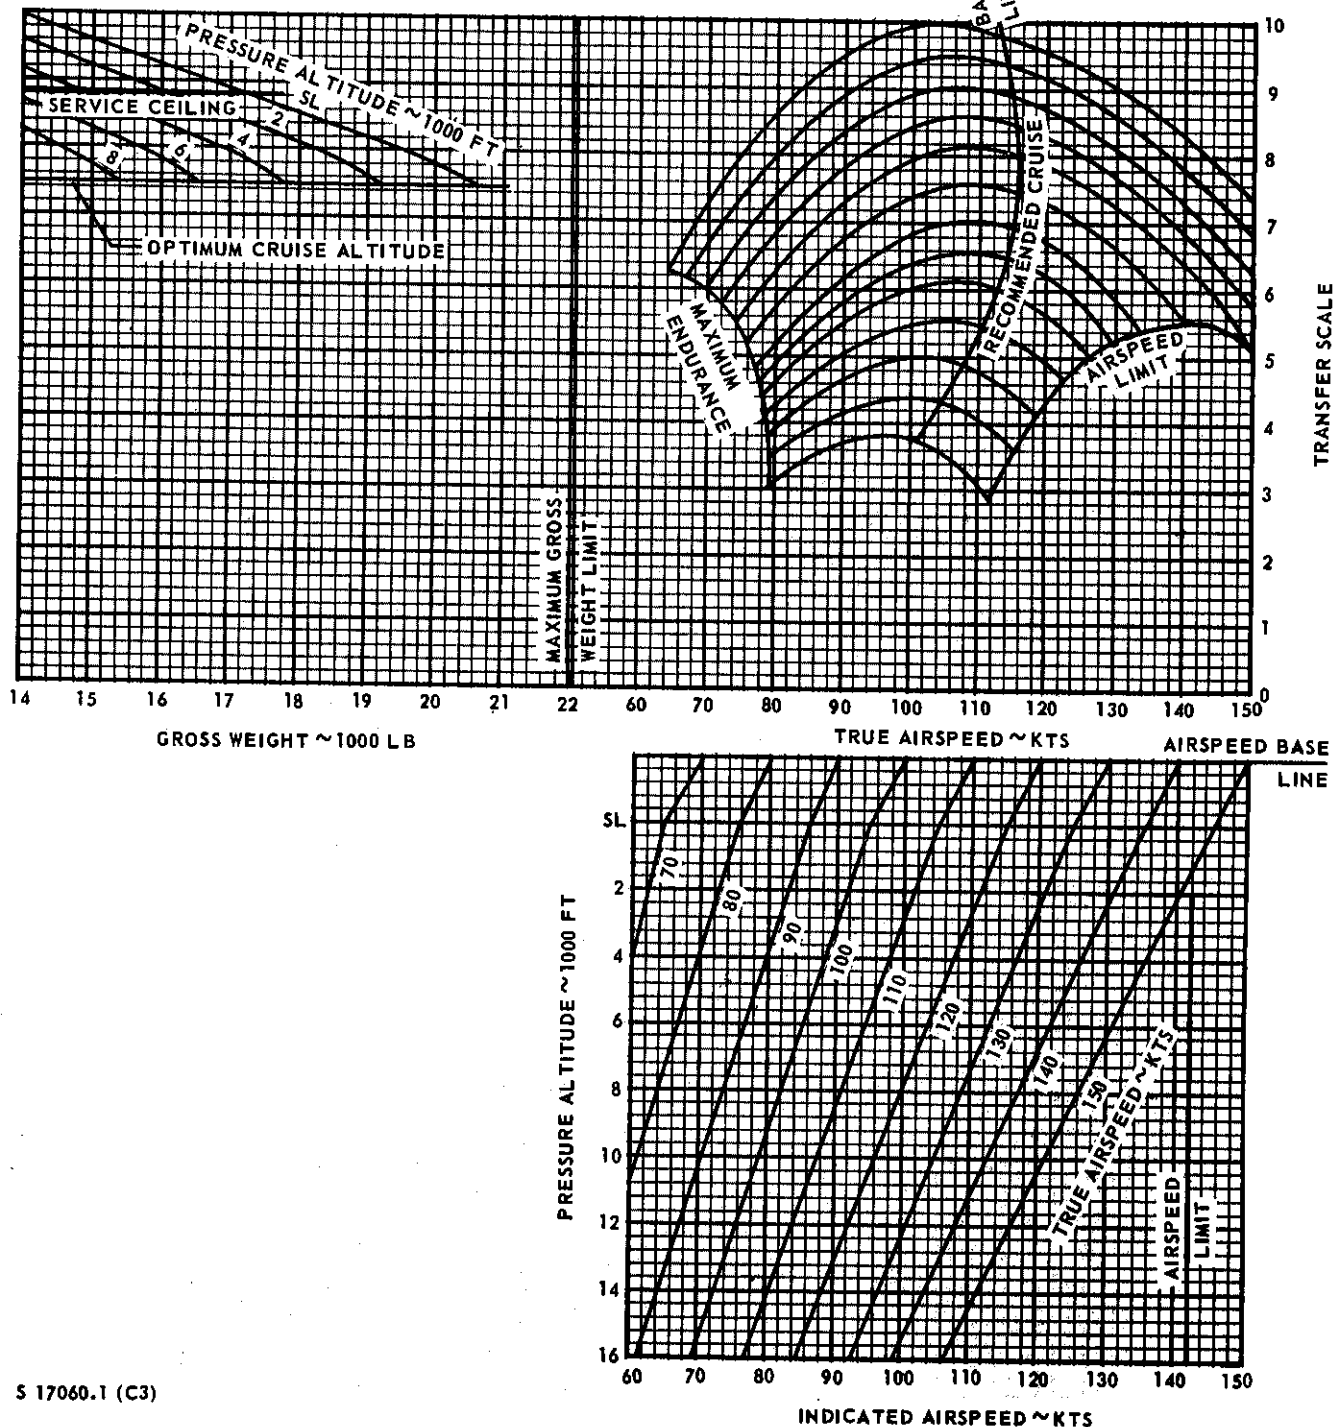 BA
LI
10
9
8
7
6
5
4
3
2
1
0
TRANSFER SCALE
PRESSURE ALTITUDE ~ 1000 FT
SERVICE CEILING
SL
2
4
6
8
OPTIMUM CRUISE ALTITUDE
MAXIMUM GROSS
WEIGHT LIMIT
MAXIMUM
ENDURANCE
RECOMMENDED CRUISE
AIRSPEED
LIMIT
14 15 16 17 18 19 20 21 22 60 70 80 90 100 110 120 130 140 150
GROSS WEIGHT ~ 1000 LB
TRUE AIRSPEED ~ KTS
AIRSPEED BASE
LINE
SL
2
4
6
8
10
12
14
16
PRESSURE ALTITUDE ~ 1000 FT
70
80
90
100
110
120
130
140
150
TRUE AIRSPEED ~ KTS
AIRSPEED
LIMIT
60 70 80 90 100 110 120 130 140 150
INDICATED AIRSPEED ~ KTS
S 17060.1 (C3)